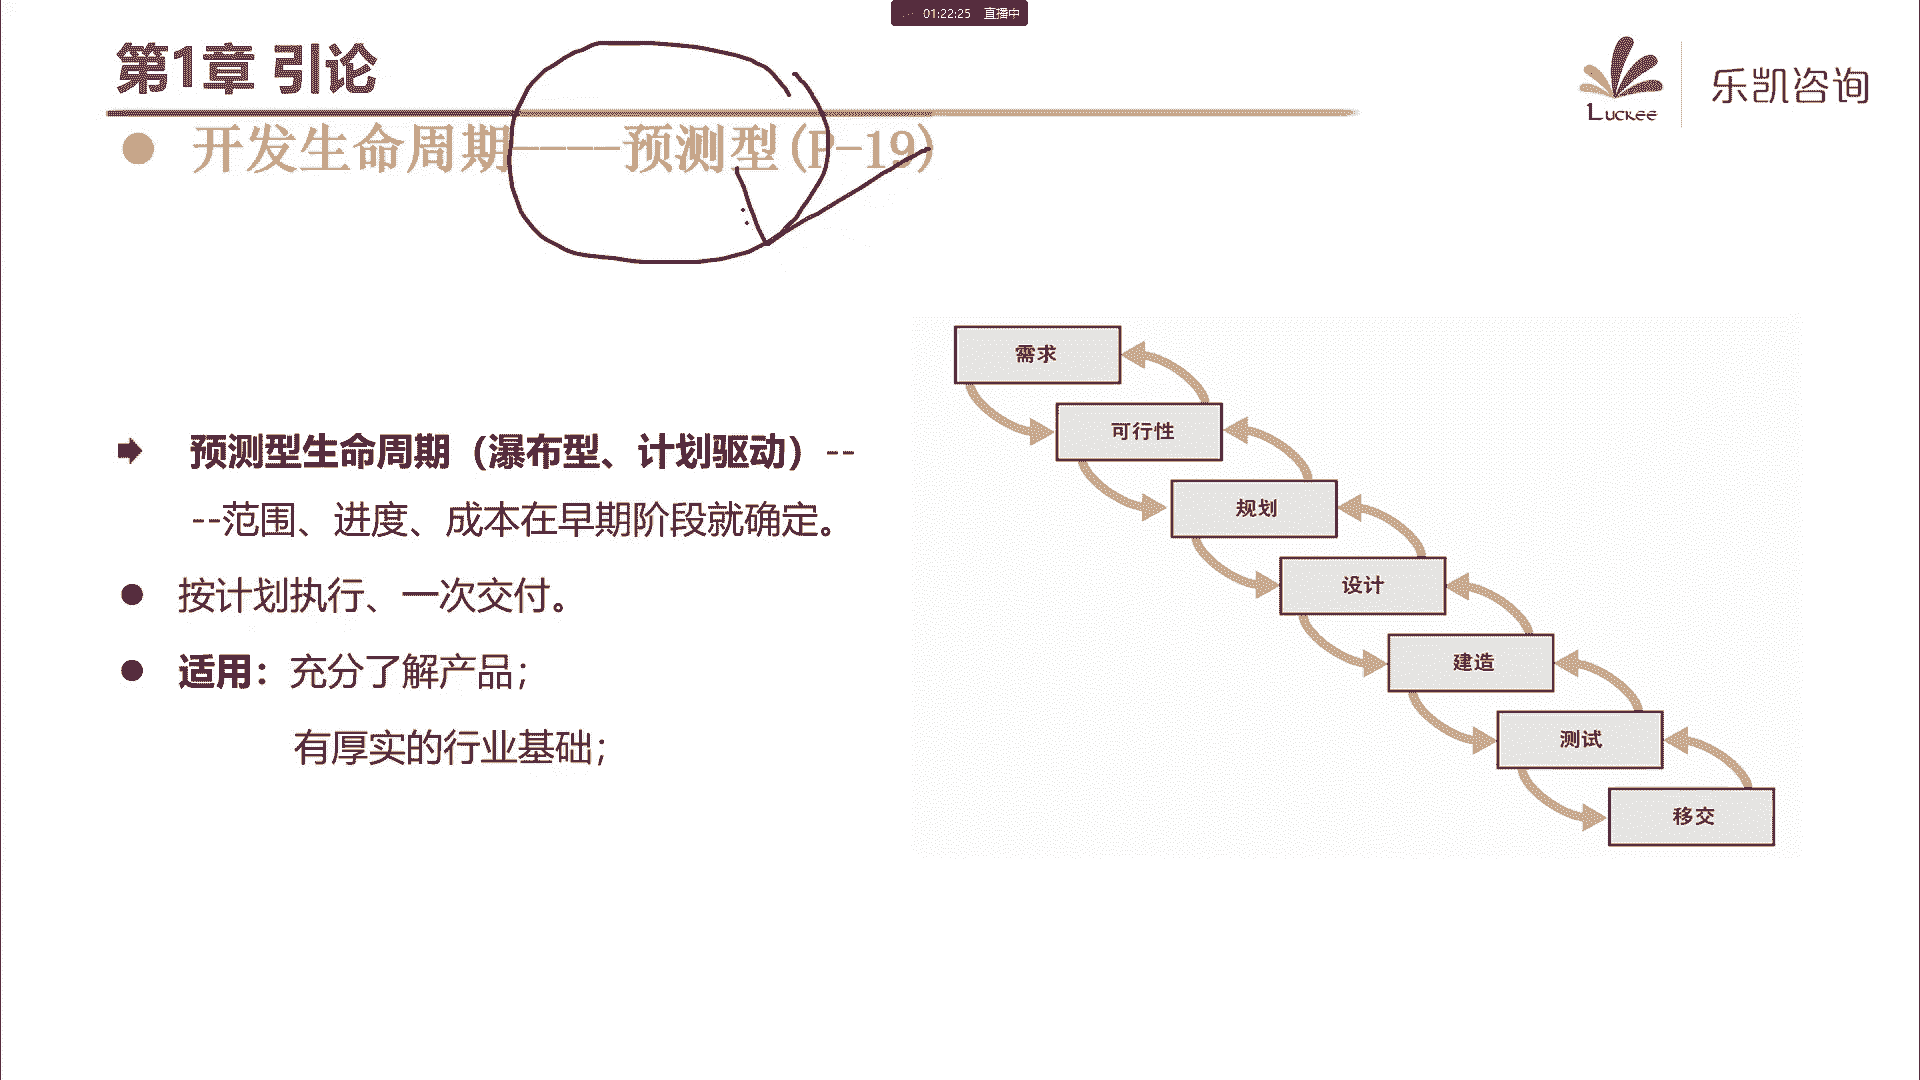 01:22:25 直播中
第1章 引论
Luckee
乐凯咨询
开发生命周期----预测型(P-19)
预测型生命周期（瀑布型、计划驱动）--
--范围、进度、成本在早期阶段就确定。
按计划执行、一次交付。
适用：充分了解产品；
有厚实的行业基础；
需求
可行性
规划
设计
建造
测试
移交